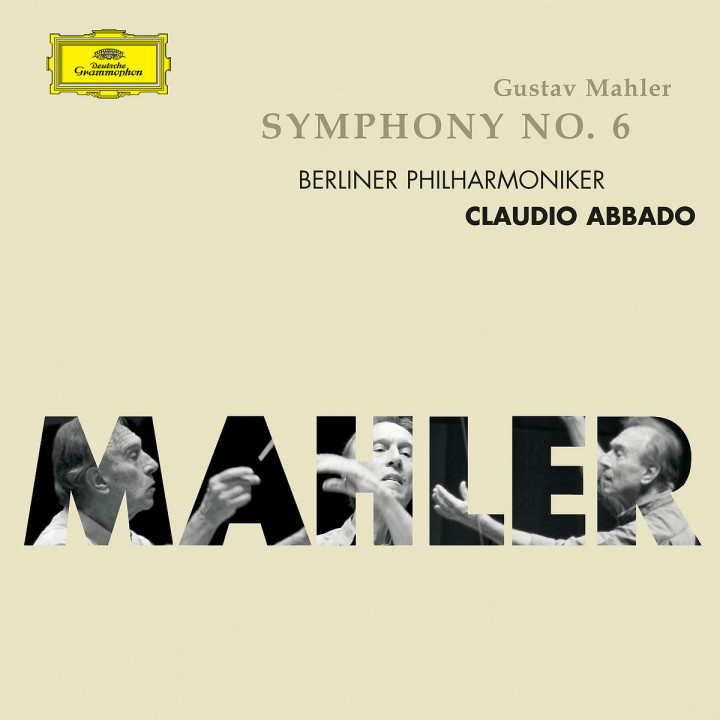 Deutsche
Grammophon
Gustav Mahler
SYMPHONY NO. 6
BERLINER PHILHARMONIKER
CLAUDIO ABBADO
MAHLER